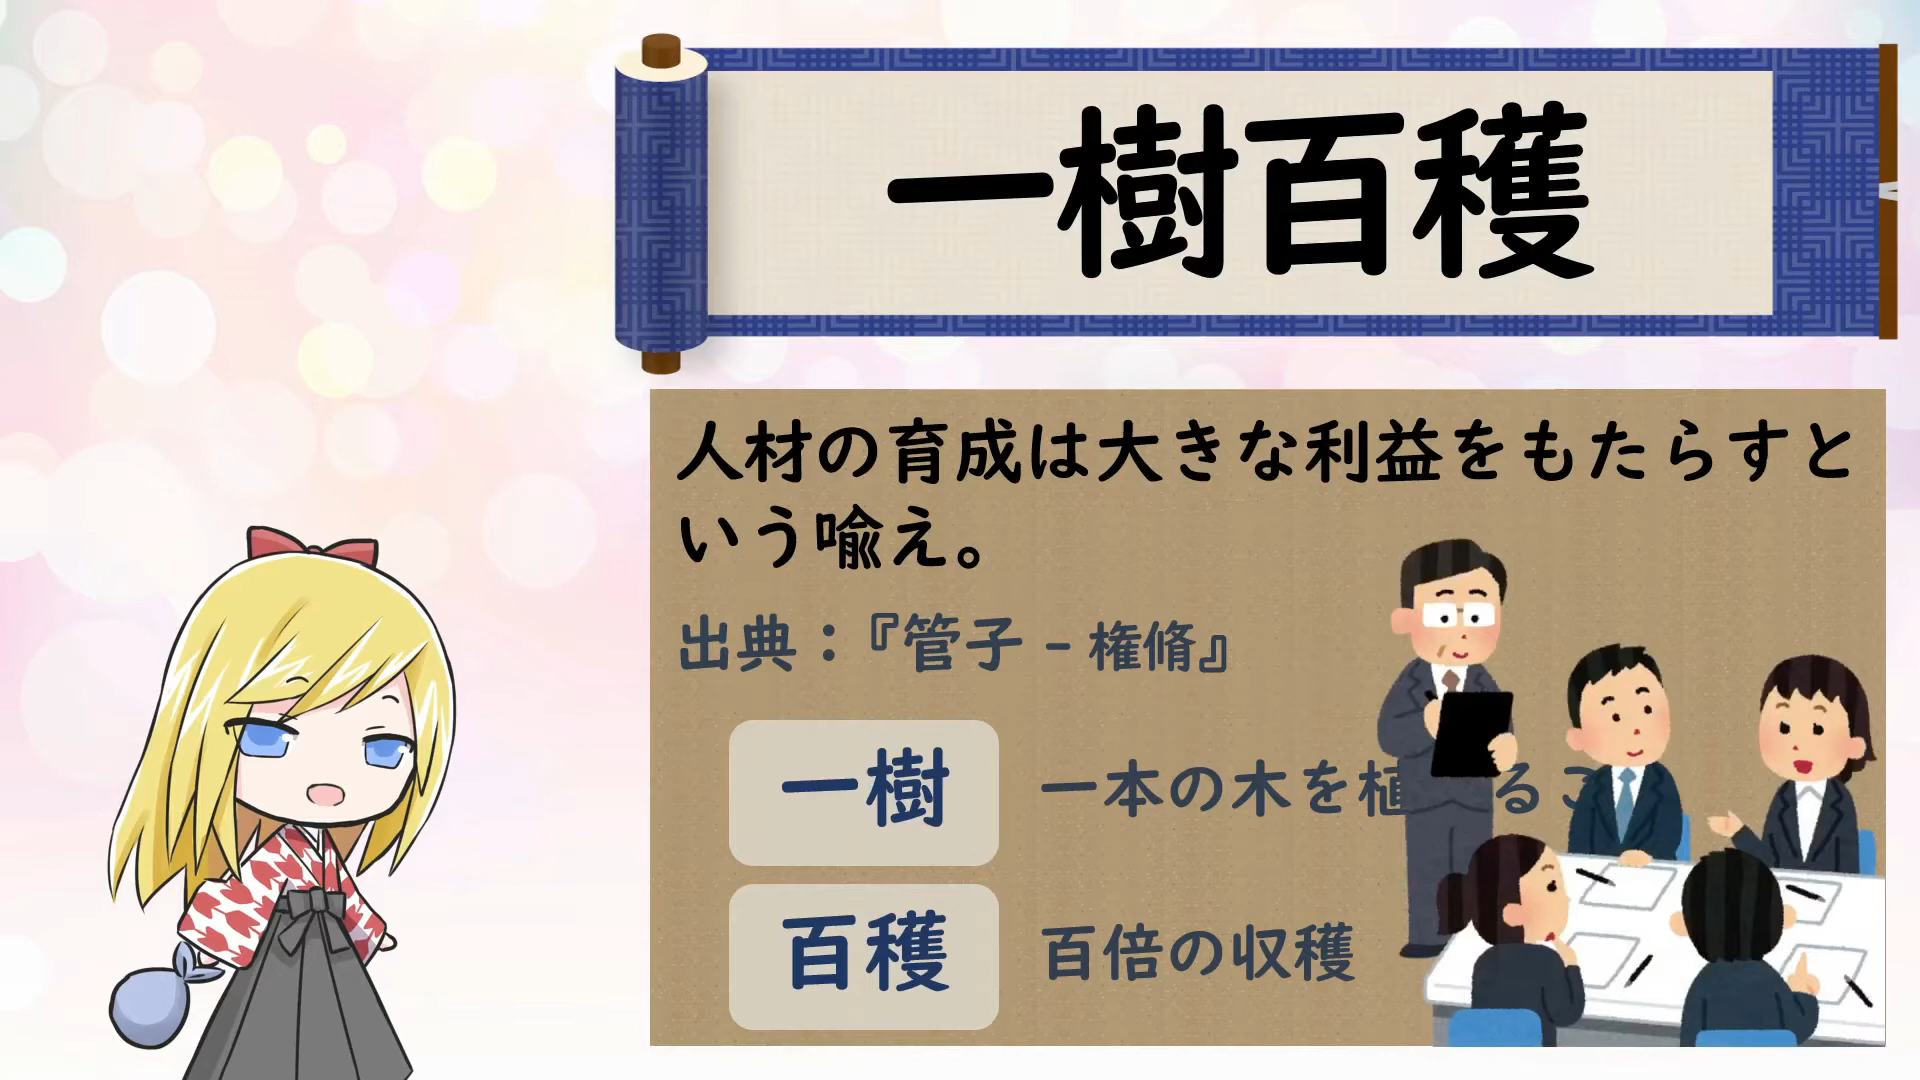 一樹百穫
人材の育成は大きな利益をもたらすと
いう喩え。
出典：『管子 - 権脩』
一樹
一本の木を植るこ
百穫
百倍の収穫